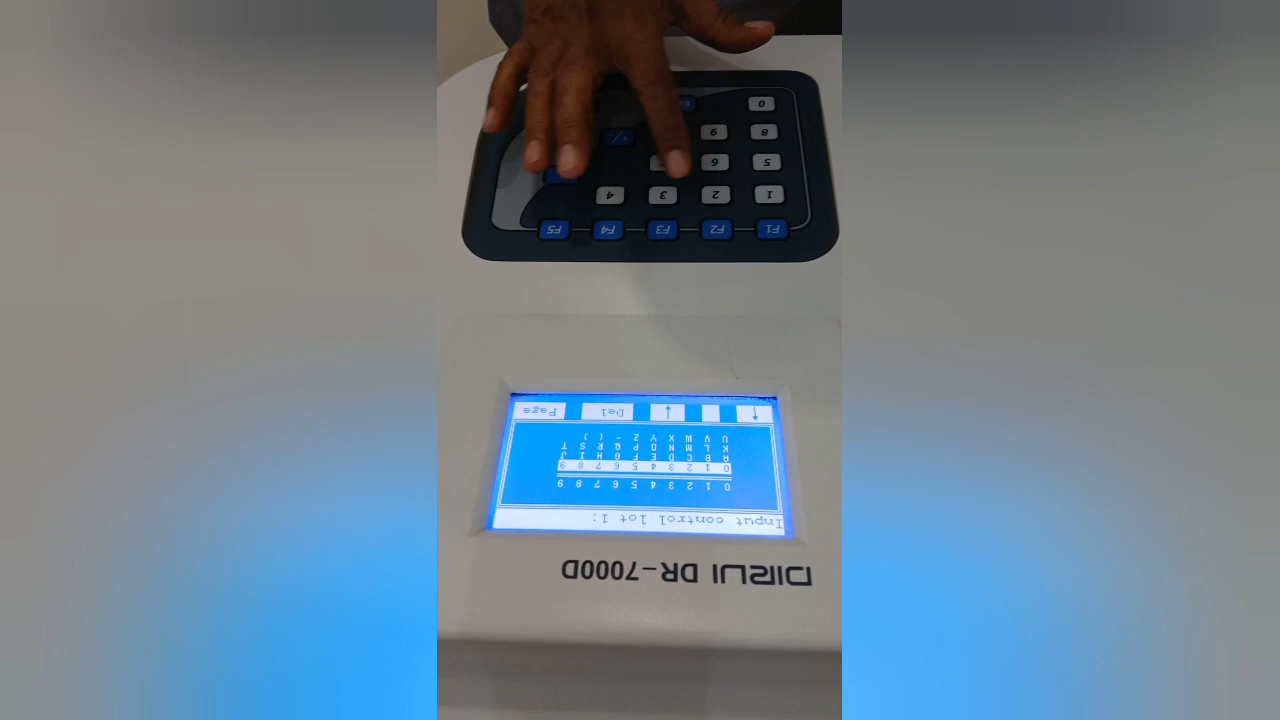 DIRUI DR-7000D
Input control lot 1:
0 1 2 3 4 5 6 7 8 9
0 1 2 3 4 5 6 7 8 9
A B C D E F G H I J
K L M N O P Q R S T
U V W X Y Z - ( )
↑ ↓ Del Page
F1 F2 F3 F4 F5
1 2 3 4
5 6
8 9 +/-
0